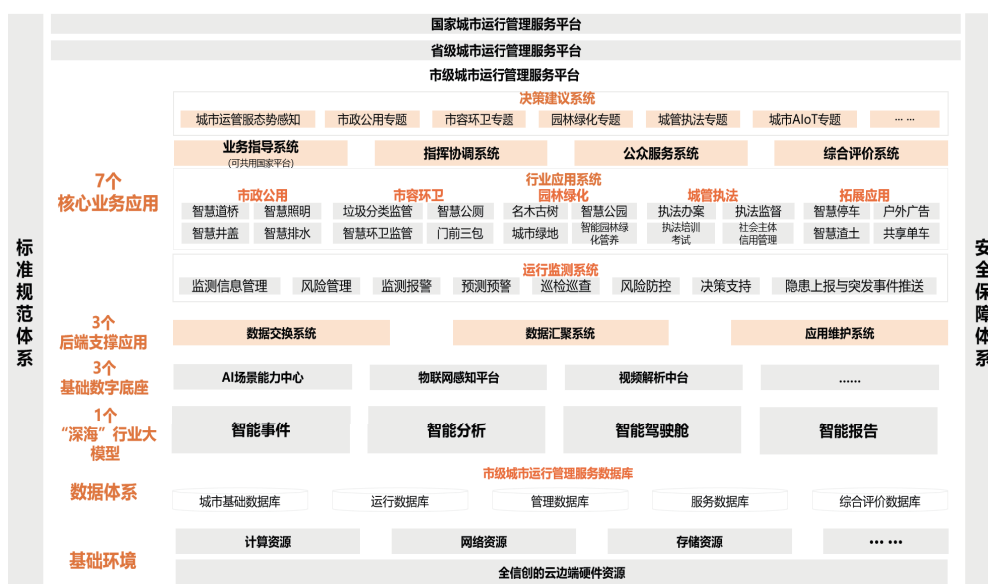 国家城市运行管理服务平台
省级城市运行管理服务平台
市级城市运行管理服务平台
标准规范体系
安全保障体系
7个
核心业务应用
决策建议系统
城市运管服态势感知 市政公用专题 市容环卫专题 园林绿化专题 城管执法专题 城市AIoT专题 ... ...
业务指导系统
(可共用国家平台)
指挥协调系统 公众服务系统 综合评价系统
行业应用系统
市政公用 市容环卫 园林绿化 城管执法 拓展应用
智慧道桥 智慧照明 垃圾分类监管 智慧公厕 名木古树 智慧公园 执法办案 执法监督 智慧停车 户外广告
智慧井盖 智慧排水 智慧环卫监管 门前三包 城市绿地
智能园林绿
化管养
执法培训
考试
社会主体
信用管理
智慧渣土 共享单车
运行监测系统
监测信息管理 风险管理 监测报警 预测预警 巡检巡查 风险防控 决策支持 隐患上报与突发事件推送
3个
后端支撑应用
数据交换系统 数据汇聚系统 应用维护系统
3个
基础数字底座
AI场景能力中心 物联网感知平台 视频解析中台 ......
1个
“深海”行业大
模型
智能事件 智能分析 智能驾驶舱 智能报告
数据体系
市级城市运行管理服务数据库
城市基础数据库 运行数据库 管理数据库 服务数据库 综合评价数据库
基础环境
计算资源 网络资源 存储资源 ... ...
全信创的云边端硬件资源